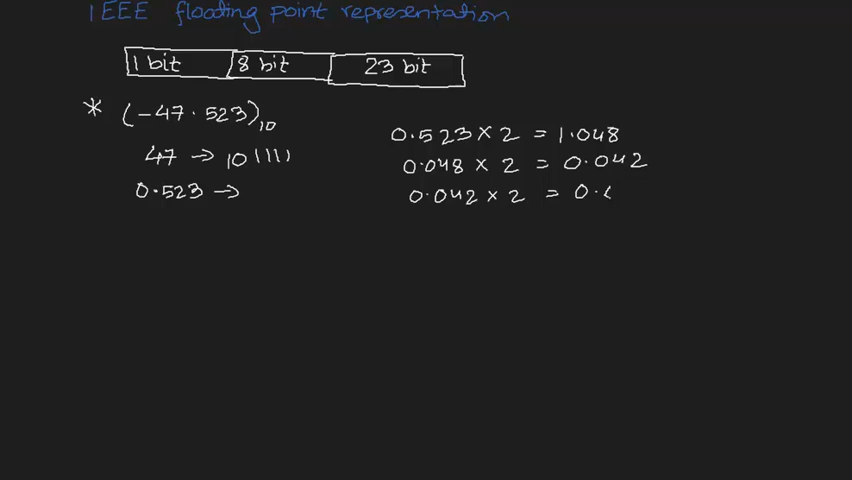 IEEE floading point representation
1 bit 8 bit 23 bit
* (-47.523)10
47 → 101111
0.523 →
0.523 × 2 = 1.048
0.048 × 2 = 0.042
0.042 × 2 = 0.